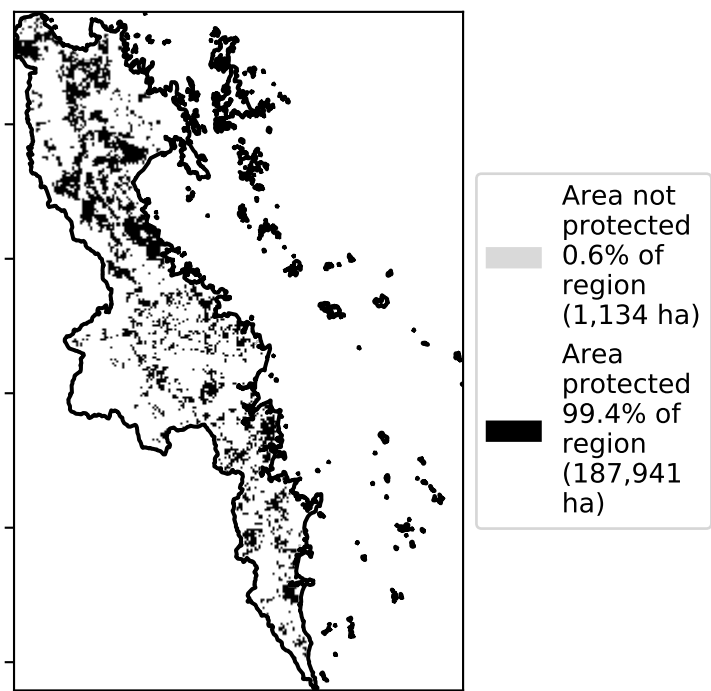 Area not
protected
0.6% of
region
(1,134 ha)
Area
protected
99.4% of
region
(187,941
ha)